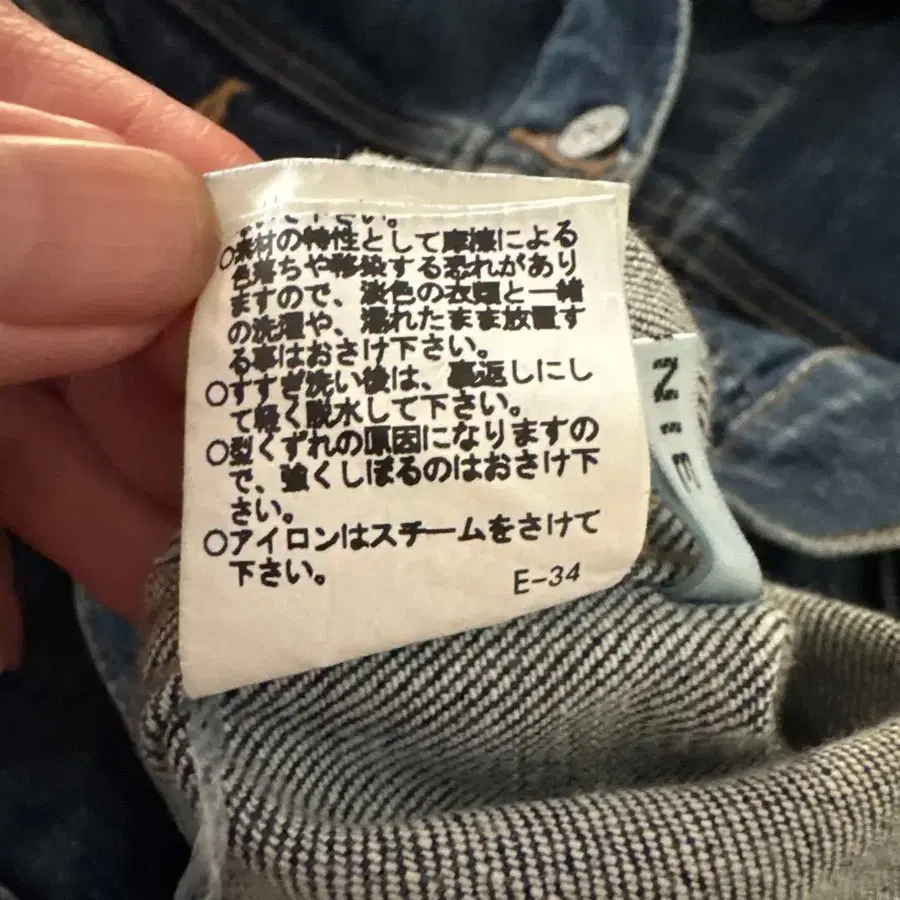 て下さい。
○素材の特性として摩擦による
色落ちや移染する恐れがあり
ますので、淡色の衣類と一緒
の洗濯や、濡れたまま放置す
る事はおさけ下さい。
○すすぎ洗い後は、裏返しにし
て軽く脱水して下さい。
○型くずれの原因になりますの
で、強くしぼるのはおさけ下
さい。
○アイロンはスチームをさけて
下さい。
E-34